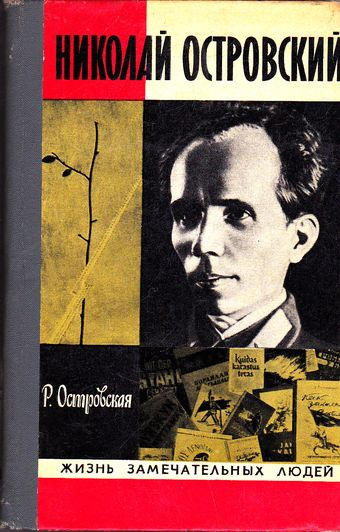 НИКОЛАЙ ОСТРОВСКИЙ
Р. Островская
Kuidas
karastus
teras
ЖИЗНЬ ЗАМЕЧАТЕЛЬНЫХ ЛЮДЕЙ